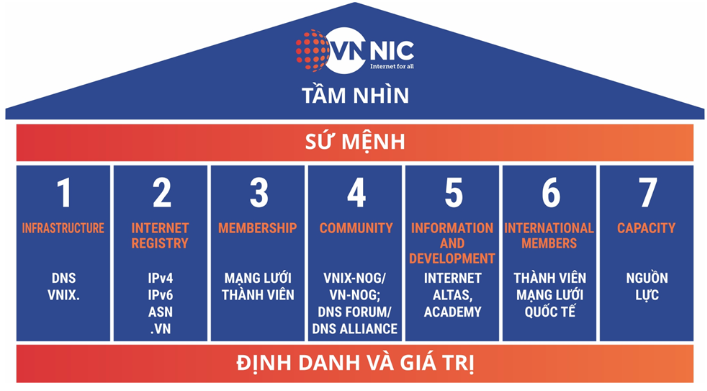 VNNIC
Internet for all
TẦM NHÌN
SỨ MỆNH
1
INFRASTRUCTURE
DNS
VNIX.
2
INTERNET
REGISTRY
IPv4
IPv6
ASN
.VN
3
MEMBERSHIP
MẠNG LƯỚI
THÀNH VIÊN
4
COMMUNITY
VNIX-NOG/
VN-NOG;
DNS FORUM/
DNS ALLIANCE
5
INFORMATION
AND
DEVELOPMENT
INTERNET
ALTAS,
ACADEMY
6
INTERNATIONAL
MEMBERS
THÀNH VIÊN
MẠNG LƯỚI
QUỐC TẾ
7
CAPACITY
NGUỒN
LỰC
ĐỊNH DANH VÀ GIÁ TRỊ